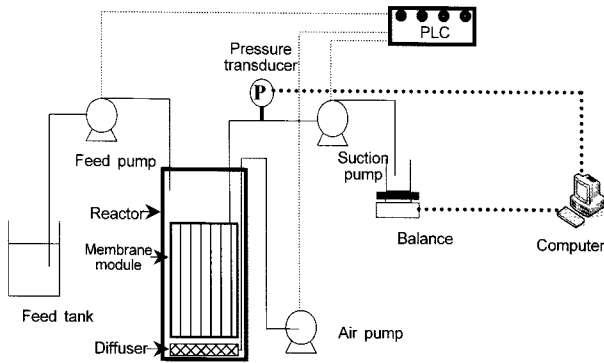 PLC
Pressure
transducer
P
Feed pump
Suction
pump
Reactor
Membrane
module
Balance
Computer
Feed tank
Diffuser
Air pump